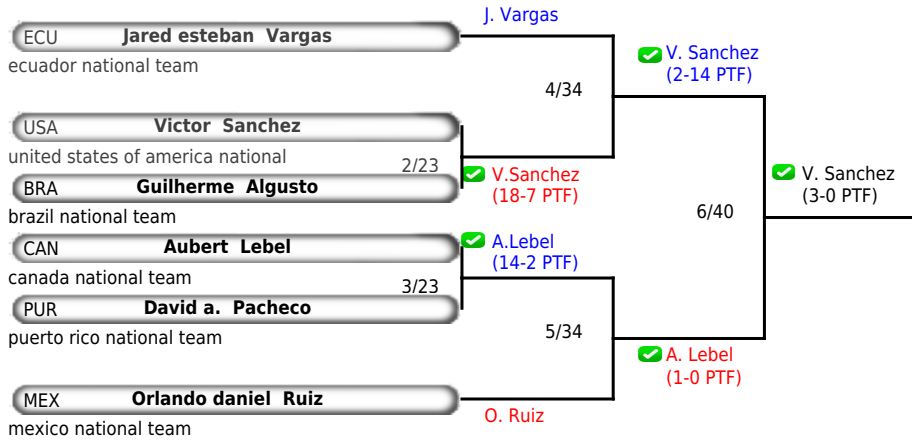 J. Vargas
ECU Jared esteban Vargas
ecuador national team
V. Sanchez
(2-14 PTF)
4/34
USA Victor Sanchez
united states of america national
2/23
V.Sanchez
(18-7 PTF)
BRA Guilherme Algusto
brazil national team
V. Sanchez
(3-0 PTF)
6/40
CAN Aubert Lebel
canada national team
A.Lebel
(14-2 PTF)
3/23
PUR David a. Pacheco
puerto rico national team
5/34
A. Lebel
(1-0 PTF)
MEX Orlando daniel Ruiz
mexico national team
O. Ruiz